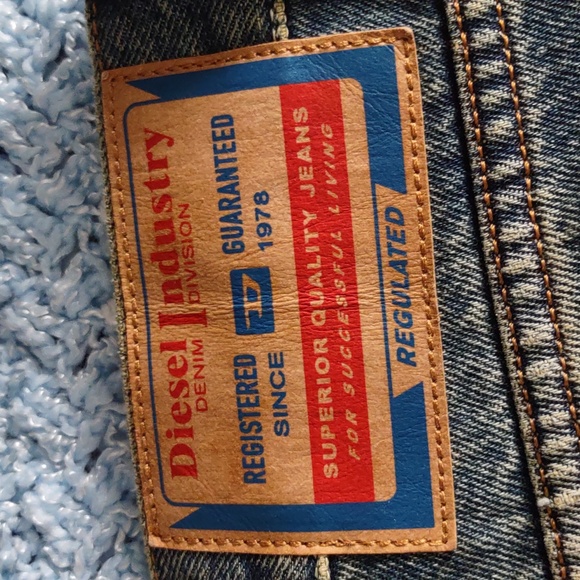 Diesel Industry
DENIM DIVISION
REGISTERED D GUARANTEED
SINCE 1978
SUPERIOR QUALITY JEANS
FOR SUCCESSFUL LIVING
REGULATED